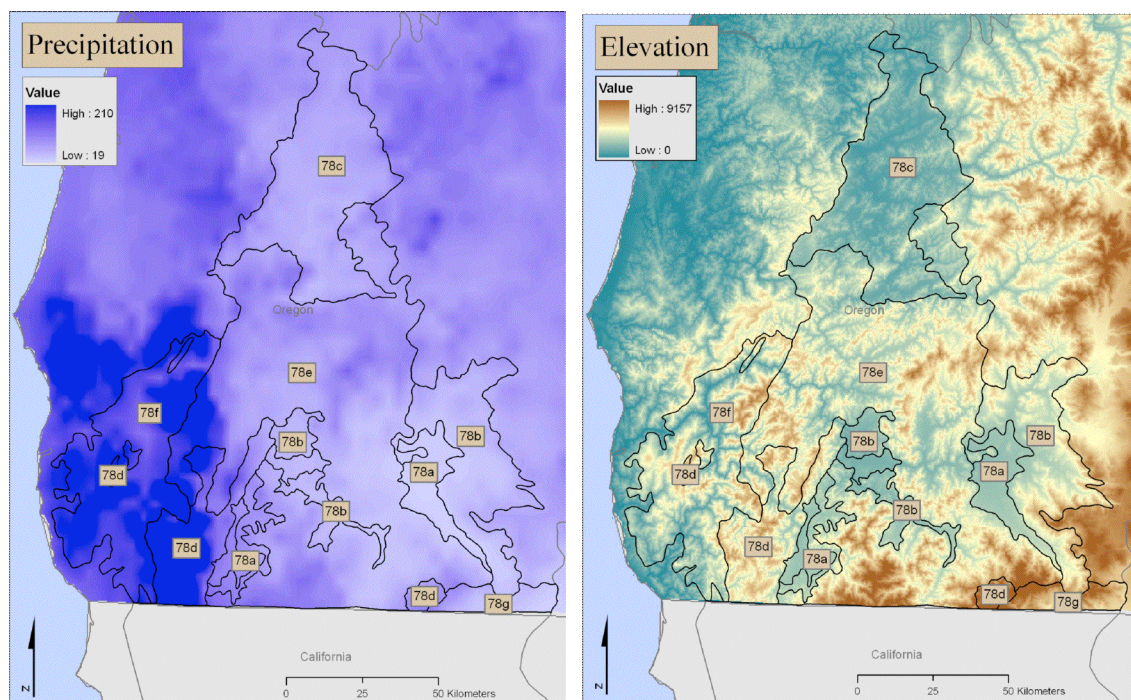 Precipitation
Value
High : 210
Low : 19
78c
Oregon
78e
78f
78b
78b
78d
78a
78b
78d
78a
78d
78g
California
N
0 25 50 Kilometers
Elevation
Value
High : 9157
Low : 0
78c
Oregon
78e
78f
78b
78b
78d
78a
78b
78d
78a
78d
78g
California
N
0 25 50 Kilometers